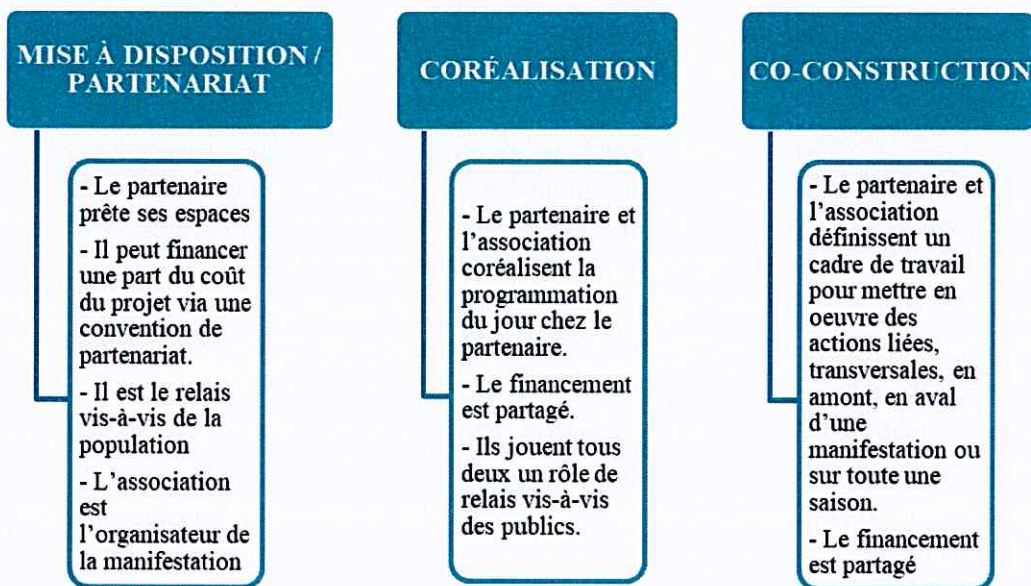 MISE À DISPOSITION /
PARTENARIAT
- Le partenaire
prête ses espaces
- Il peut financer
une part du coût
du projet via une
convention de
partenariat.
- Il est le relais
vis-à-vis de la
population
- L'association
est
l'organisateur de
la manifestation
CORÉALISATION
- Le partenaire et
l'association
coréalisent la
programmation
du jour chez le
partenaire.
- Le financement
est partagé.
- Ils jouent tous
deux un rôle de
relais vis-à-vis
des publics.
CO-CONSTRUCTION
- Le partenaire et
l'association
définissent un
cadre de travail
pour mettre en
oeuvre des
actions liées,
transversales, en
amont, en aval
d'une
manifestation ou
sur toute une
saison.
- Le financement
est partagé